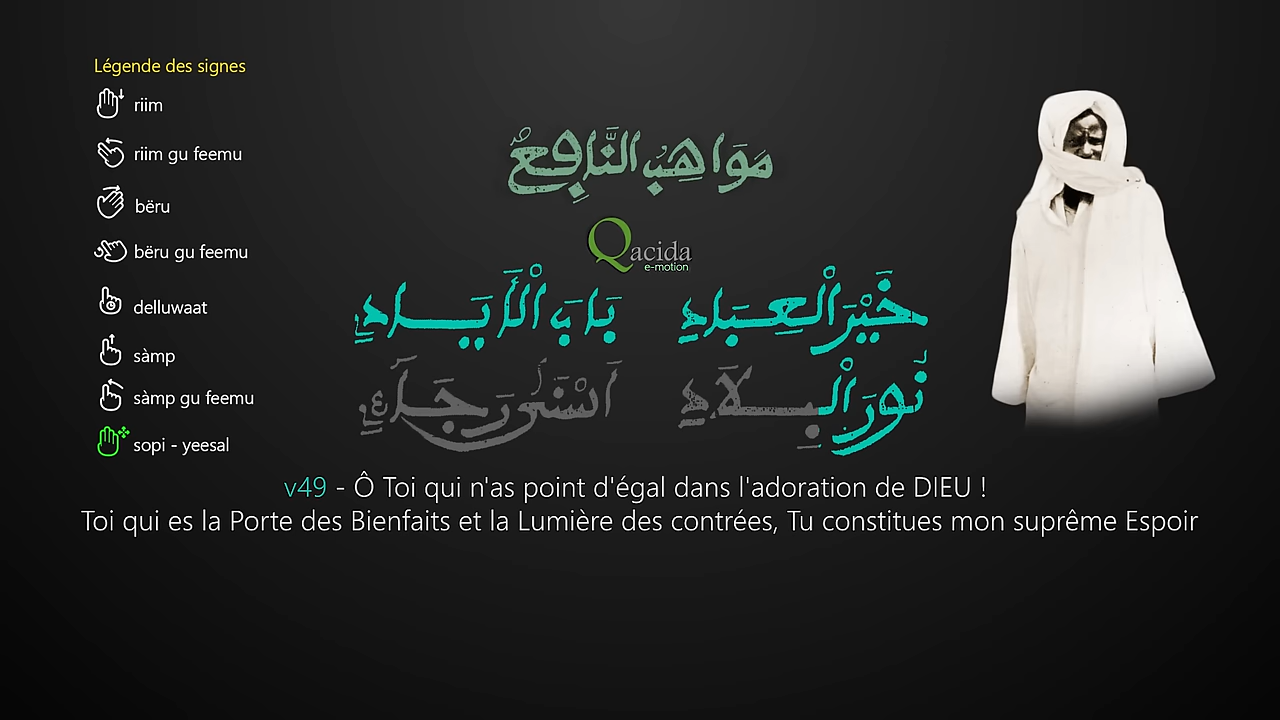 Légende des signes
riim
riim gu feemu
bëru
bëru gu feemu
delluwaat
sàmp
sàmp gu feemu
sopi - yeesal
مَوَاهِبُ النَّافِعُ
Qacida
e-motion
خَيْرَ الْعِبَادِ بَابَ الْأَيَادِي
نُورَ الْبِلَادِ أَسْنَى رَجَاءِ
v49 - Ô Toi qui n'as point d'égal dans l'adoration de DIEU !
Toi qui es la Porte des Bienfaits et la Lumière des contrées, Tu constitues mon suprême Espoir